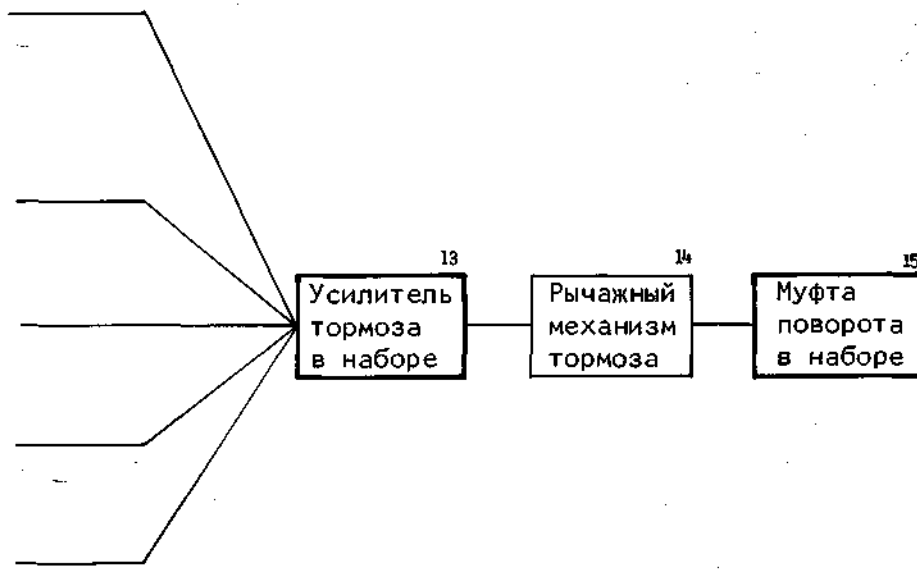 13
Усилитель
тормоза
в наборе
14
Рычажный
механизм
тормоза
15
Муфта
поворота
в наборе